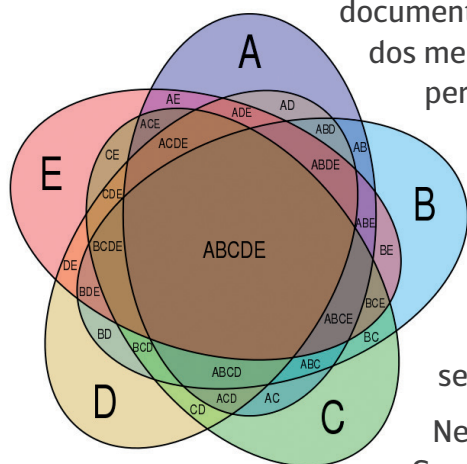 document
dos me
per
A
AE
AD
ADE
ACE
ABD
AB
ACDE
CE
ABDE
E
CDE
B
ABE
BCDE
ABCDE
BE
DE
BDE
BCE
ABCE
BC
BD
BCD
ABC
ABCD
se
ACD
AC
CD
D
C
Ne